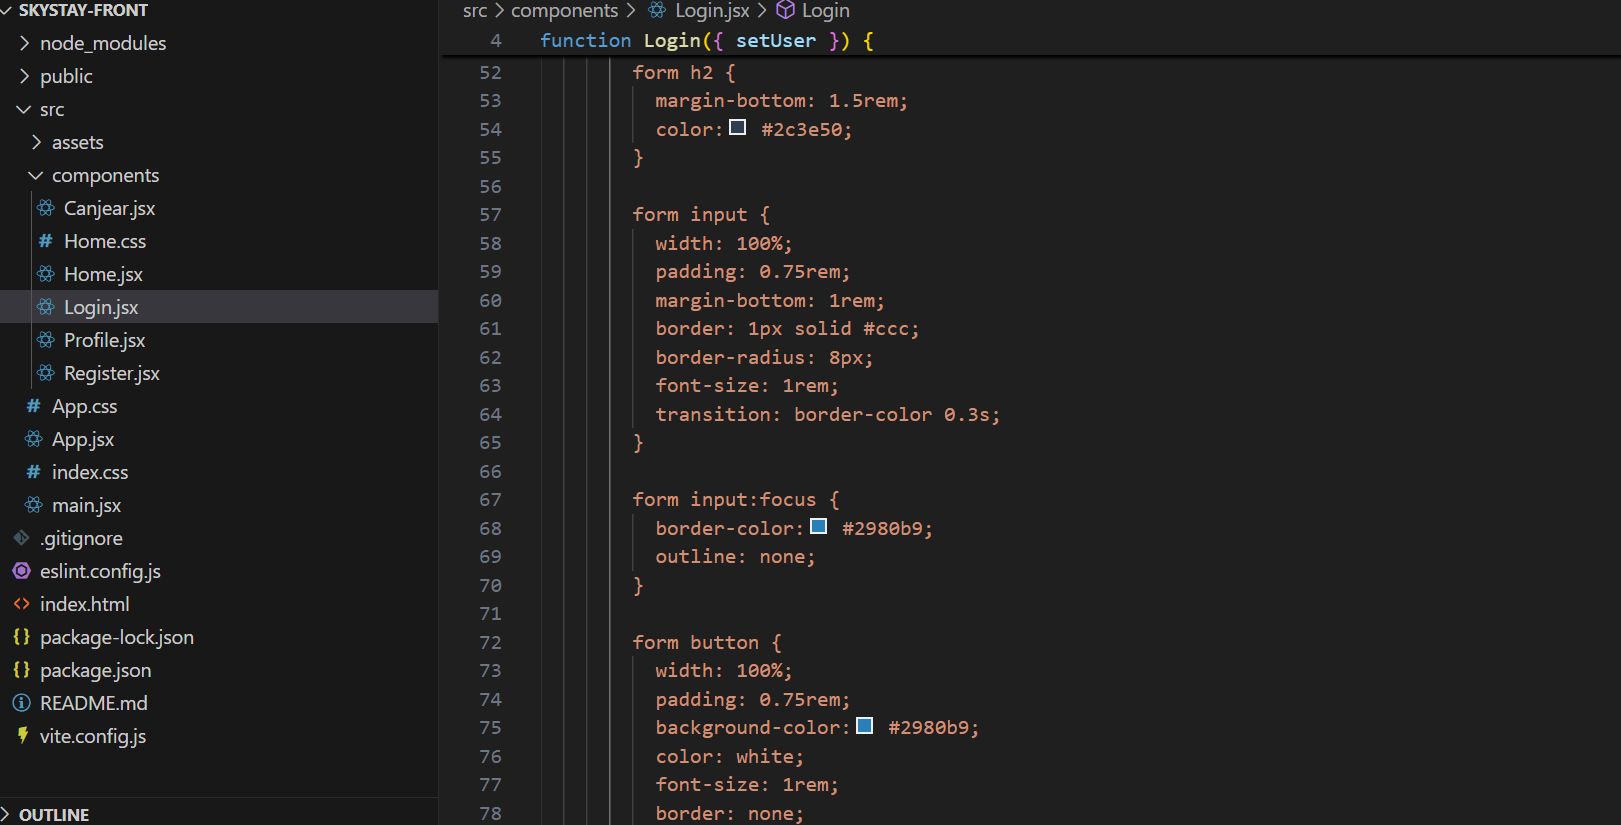 SKYSTAY-FRONT
node_modules
public
src
assets
components
Canjear.jsx
Home.css
Home.jsx
Login.jsx
Profile.jsx
Register.jsx
App.css
App.jsx
index.css
main.jsx
.gitignore
eslint.config.js
index.html
package-lock.json
package.json
README.md
vite.config.js
OUTLINE
src > components > Login.jsx > Login
4 function Login({ setUser }) {
52 form h2 {
53 margin-bottom: 1.5rem;
54 color: #2c3e50;
55 }
56
57 form input {
58 width: 100%;
59 padding: 0.75rem;
60 margin-bottom: 1rem;
61 border: 1px solid #ccc;
62 border-radius: 8px;
63 font-size: 1rem;
64 transition: border-color 0.3s;
65 }
66
67 form input:focus {
68 border-color: #2980b9;
69 outline: none;
70 }
71
72 form button {
73 width: 100%;
74 padding: 0.75rem;
75 background-color: #2980b9;
76 color: white;
77 font-size: 1rem;
78 border: none;